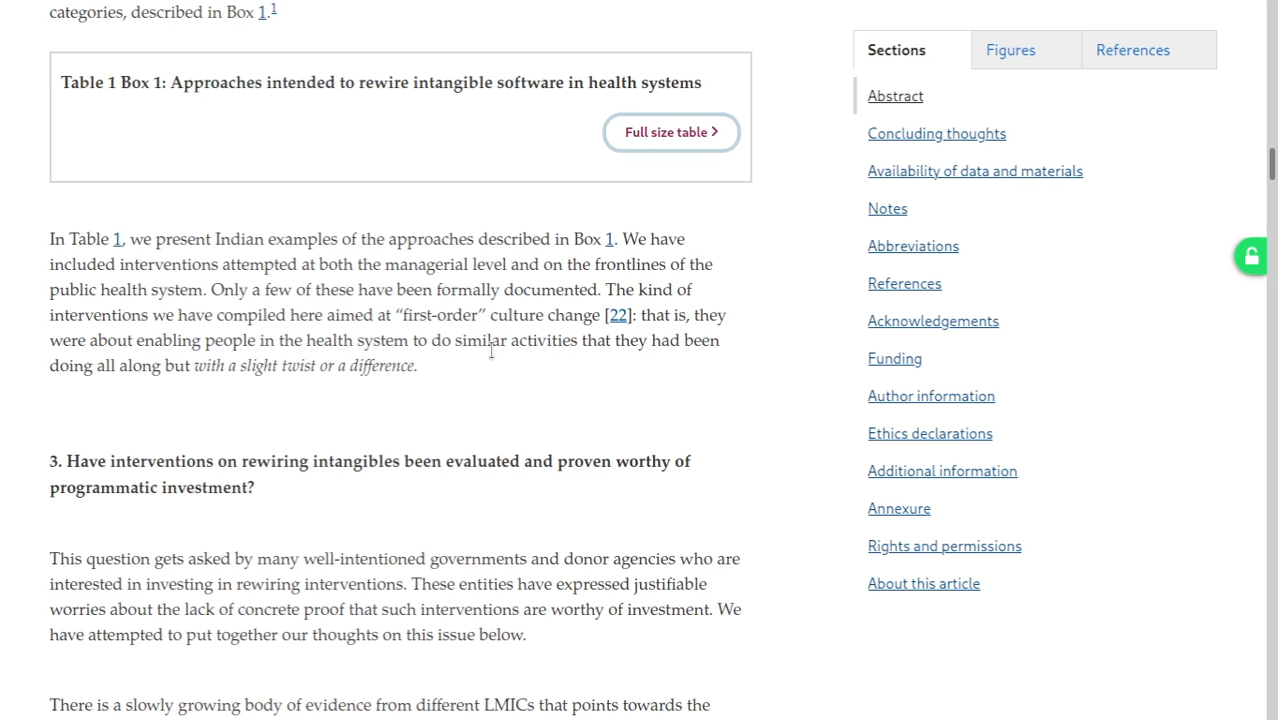 categories, described in Box 1.1
Table 1 Box 1: Approaches intended to rewire intangible software in health systems
Full size table
In Table 1, we present Indian examples of the approaches described in Box 1. We have
included interventions attempted at both the managerial level and on the frontlines of the
public health system. Only a few of these have been formally documented. The kind of
interventions we have compiled here aimed at “first-order” culture change [22]: that is, they
were about enabling people in the health system to do similar activities that they had been
doing all along but with a slight twist or a difference.
3. Have interventions on rewiring intangibles been evaluated and proven worthy of
programmatic investment?
This question gets asked by many well-intentioned governments and donor agencies who are
interested in investing in rewiring interventions. These entities have expressed justifiable
worries about the lack of concrete proof that such interventions are worthy of investment. We
have attempted to put together our thoughts on this issue below.
There is a slowly growing body of evidence from different LMICs that points towards the
Sections
Figures
References
Abstract
Concluding thoughts
Availability of data and materials
Notes
Abbreviations
References
Acknowledgements
Funding
Author information
Ethics declarations
Additional information
Annexure
Rights and permissions
About this article